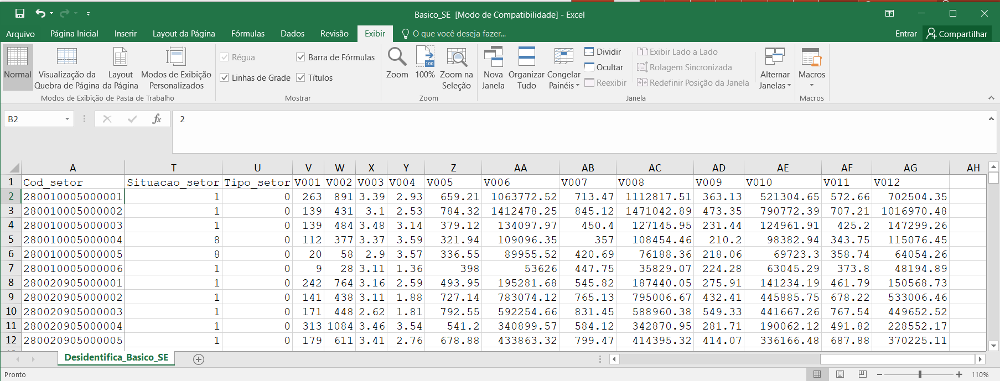 Basico_SE  [Modo de Compatibilidade] - Excel
Arquivo Página Inicial Inserir Layout da Página Fórmulas Dados Revisão Exibir O que você deseja fazer... Entrar Compartilhar
Normal
Visualização da Quebra de Página
Layout da Página
Modos de Exibição Personalizados
Modos de Exibição de Pasta de Trabalho
Régua
Barra de Fórmulas
Linhas de Grade
Títulos
Mostrar
Zoom
100
100%
Zoom na Seleção
Zoom
Nova Janela
Organizar Tudo
Congelar Painéis
Dividir
Ocultar
Reexibir
Exibir Lado a Lado
Rolagem Sincronizada
Redefinir Posição da Janela
Alternar Janelas
Janela
Macros
Macros
B2 fx 2
A T U V W X Y Z AA AB AC AD AE AF AG AH
1 Cod_setor Situacao_setor Tipo_setor V001 V002 V003 V004 V005 V006 V007 V008 V009 V010 V011 V012
2 280010005000001 1 0 263 891 3.39 2.93 659.21 1063772.52 713.47 1112817.51 363.13 521304.65 572.66 702504.35
3 280010005000002 1 0 139 431 3.1 2.53 784.32 1412478.25 845.12 1471042.89 473.35 790772.39 707.21 1016970.48
4 280010005000003 1 0 139 484 3.48 3.14 379.12 134097.97 450.4 127145.95 231.44 124961.91 425.2 147299.26
5 280010005000004 8 0 112 377 3.37 3.59 321.94 109096.35 357 108454.46 210.2 98382.94 343.75 115076.45
6 280010005000005 8 0 20 58 2.9 3.57 336.55 89955.52 420.69 76188.36 218.06 69723.3 358.74 64054.26
7 280010005000006 1 0 9 28 3.11 1.36 398 53626 447.75 35829.07 224.28 63045.29 373.8 48194.89
8 280020905000001 1 0 242 764 3.16 2.59 493.95 195281.68 545.82 187440.05 275.91 141234.19 461.79 150568.73
9 280020905000002 1 0 141 438 3.11 1.88 727.14 783074.12 765.13 795006.67 432.41 445885.75 678.22 533006.46
10 280020905000003 1 0 171 448 2.62 1.81 792.55 592254.66 831.45 588960.38 549.33 441667.26 767.54 449652.52
11 280020905000004 1 0 313 1084 3.46 3.54 541.2 340899.57 584.12 342870.95 281.71 190062.12 491.82 228552.17
12 280020905000005 1 0 179 611 3.41 2.76 678.88 433863.32 799.47 414395.32 414.07 336166.48 687.88 370225.11
Desidentifica_Basico_SE
Pronto 110%